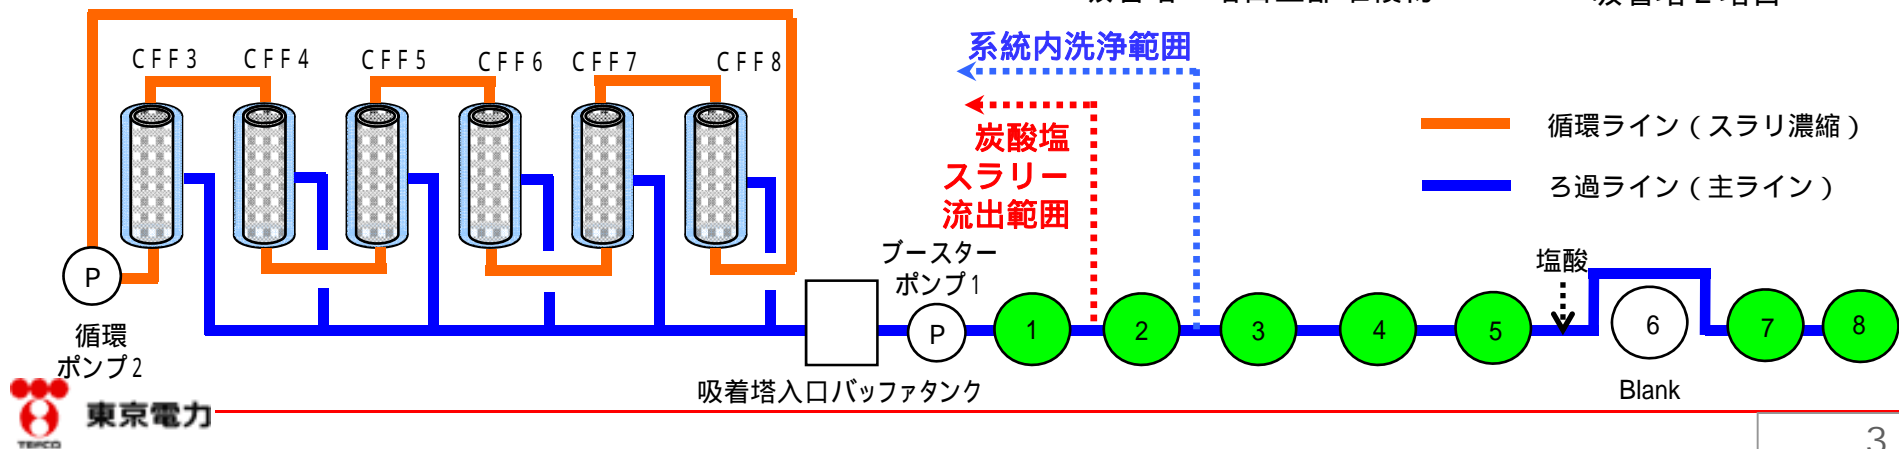 系統内洗浄範囲
CFF3 CFF4 CFF5 CFF6 CFF7 CFF8
炭酸塩
スラリー
流出範囲
循環ライン（スラリ濃縮）
ろ過ライン（主ライン）
P
循環
ポンプ2
ブースター
ポンプ1
P
塩酸
1 2 3 4 5 6 7 8
吸着塔入口バッファタンク
Blank
TEPCO
東京電力
3